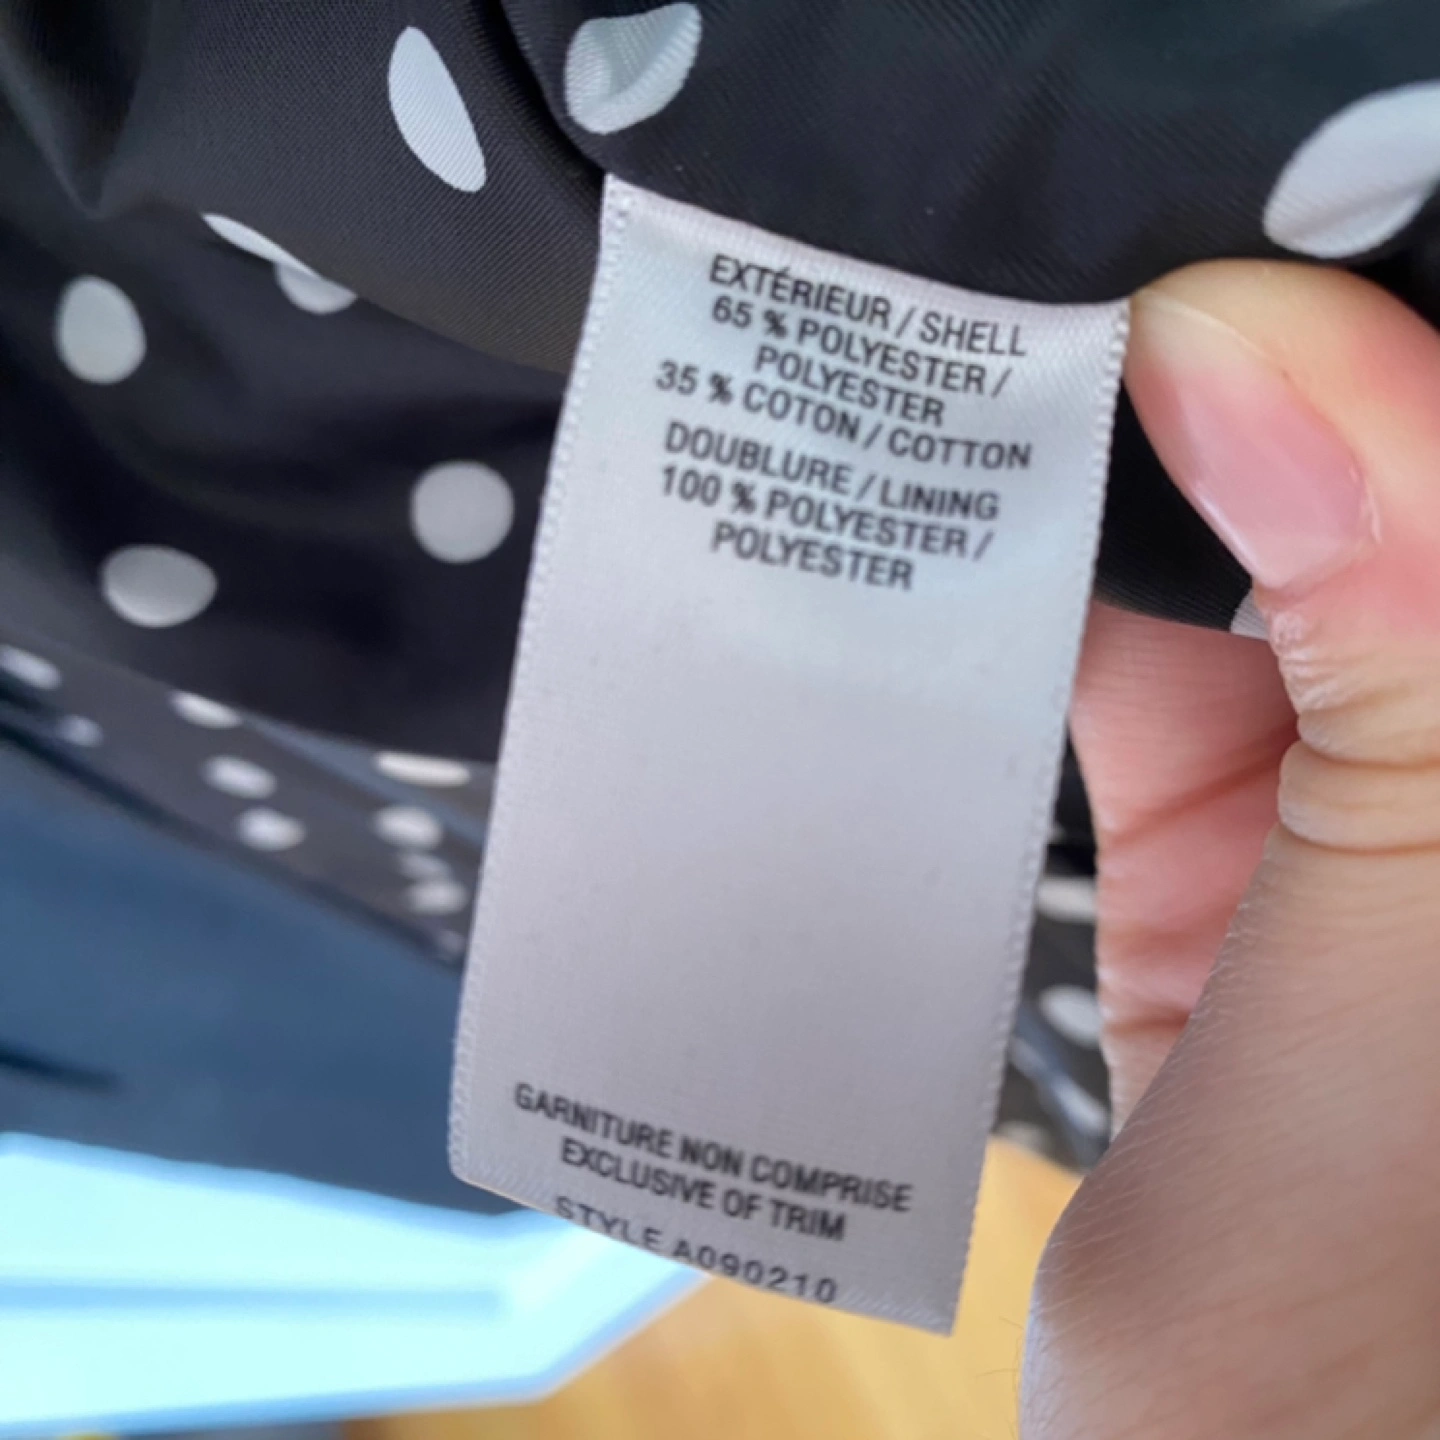 EXTÉRIEUR / SHELL
65 % POLYESTER /
POLYESTER
35 % COTON / COTTON
DOUBLURE / LINING
100 % POLYESTER /
POLYESTER
GARNITURE NON COMPRISE
EXCLUSIVE OF TRIM
STYLE A090210